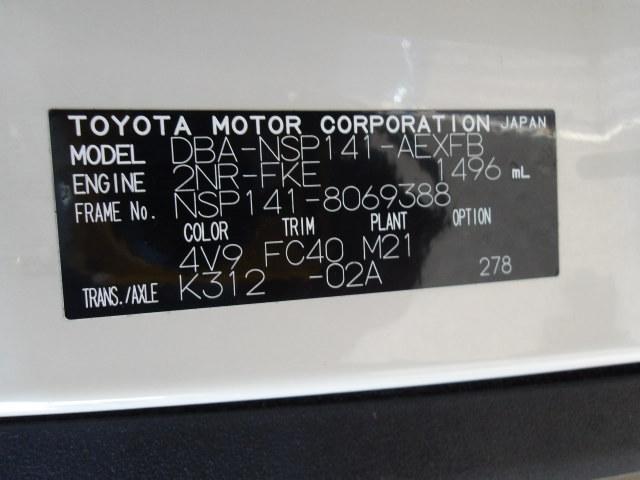 TOYOTA MOTOR CORPORATION JAPAN
MODEL DBA-NSP141-AEXFB
ENGINE 2NR-FKE 1496 mL
FRAME No. NSP141-8069388
COLOR TRIM PLANT OPTION
4V9 FC40 M21
TRANS./AXLE K312 -02A 278